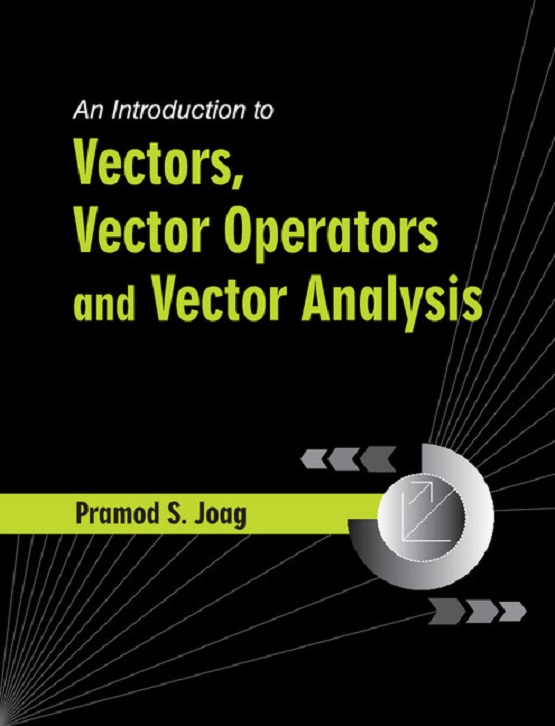 An Introduction to
Vectors,
Vector Operators
and Vector Analysis
Pramod S. Joag